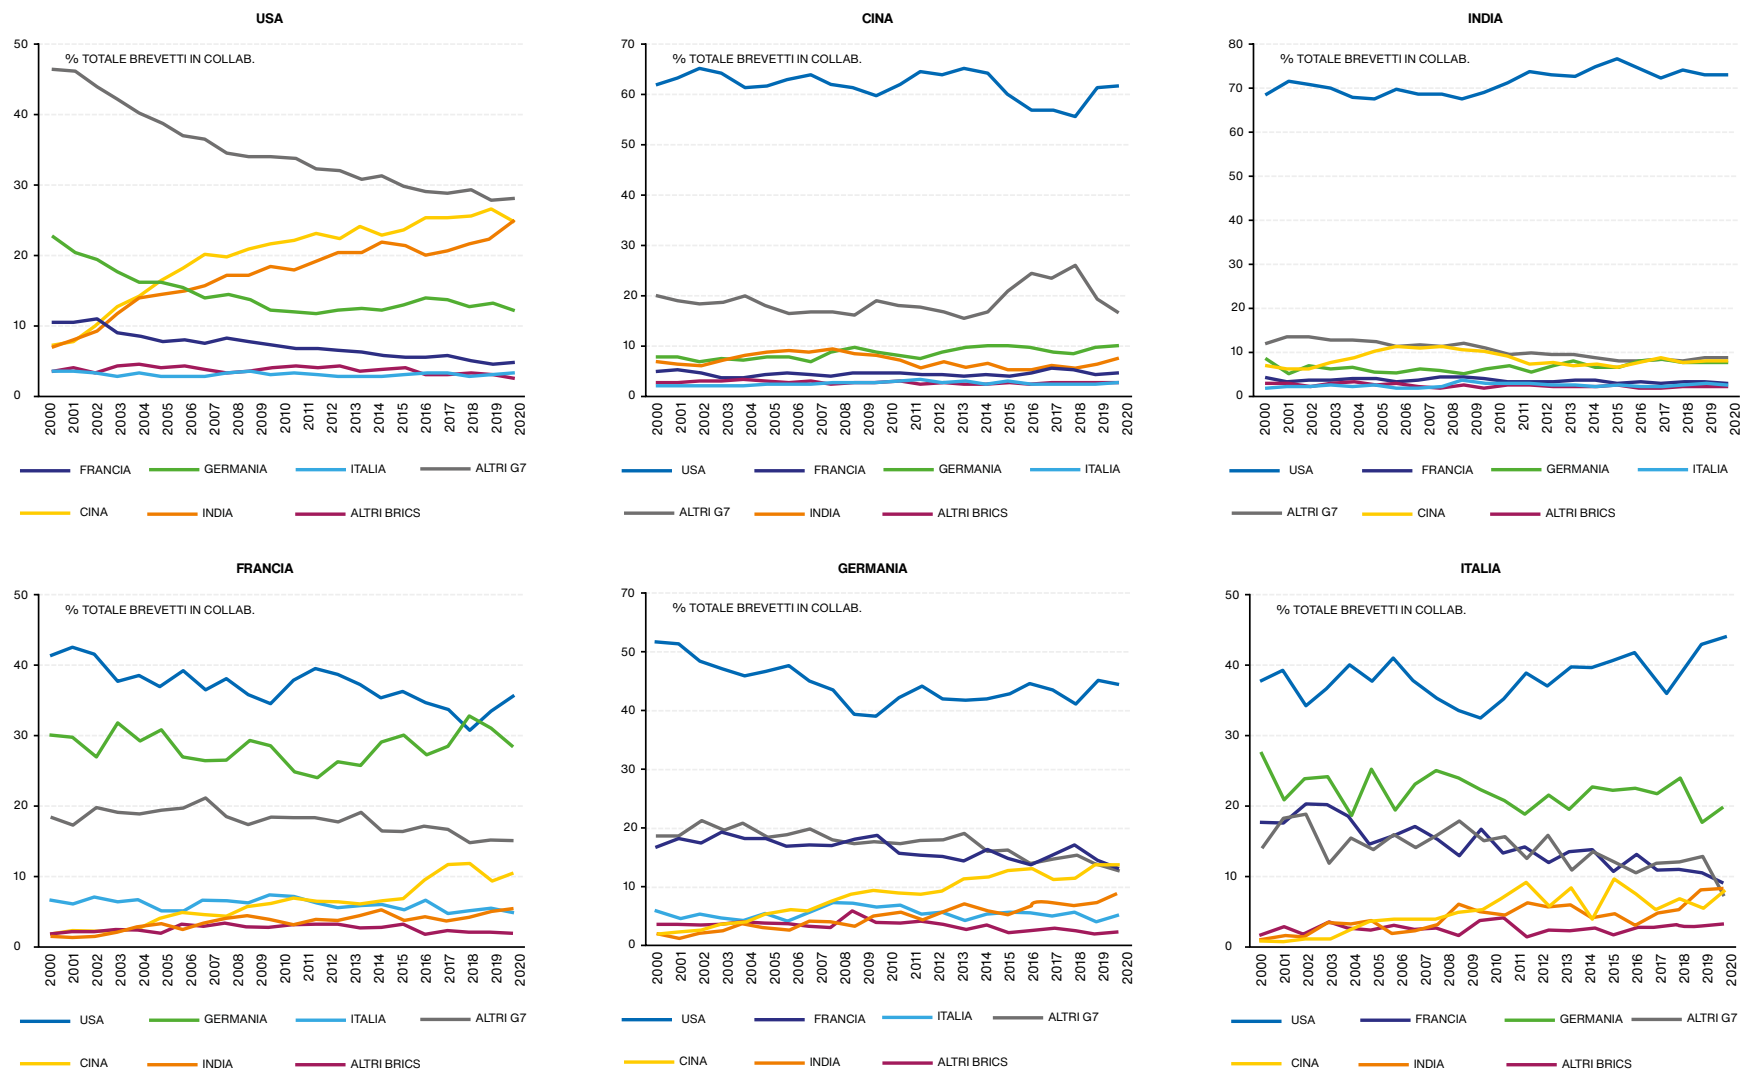 USA
% TOTALE BREVETTI IN COLLAB.
50
40
30
20
10
0
2000 2001 2002 2003 2004 2005 2006 2007 2008 2009 2010 2011 2012 2013 2014 2015 2016 2017 2018 2019 2020
FRANCIA GERMANIA ITALIA ALTRI G7
CINA INDIA ALTRI BRICS
CINA
% TOTALE BREVETTI IN COLLAB.
70
60
50
40
30
20
10
0
2000 2001 2002 2003 2004 2005 2006 2007 2008 2009 2010 2011 2012 2013 2014 2015 2016 2017 2018 2019 2020
USA FRANCIA GERMANIA ITALIA
ALTRI G7 INDIA ALTRI BRICS
INDIA
% TOTALE BREVETTI IN COLLAB.
80
70
60
50
40
30
20
10
0
2000 2001 2002 2003 2004 2005 2006 2007 2008 2009 2010 2011 2012 2013 2014 2015 2016 2017 2018 2019 2020
USA FRANCIA GERMANIA ITALIA
ALTRI G7 CINA ALTRI BRICS
FRANCIA
% TOTALE BREVETTI IN COLLAB.
50
40
30
20
10
0
2000 2001 2002 2003 2004 2005 2006 2007 2008 2009 2010 2011 2012 2013 2014 2015 2016 2017 2018 2019 2020
USA GERMANIA ITALIA ALTRI G7
CINA INDIA ALTRI BRICS
GERMANIA
% TOTALE BREVETTI IN COLLAB.
70
60
50
40
30
20
10
0
2000 2001 2002 2003 2004 2005 2006 2007 2008 2009 2010 2011 2012 2013 2014 2015 2016 2017 2018 2019 2020
USA FRANCIA ITALIA ALTRI G7
CINA INDIA ALTRI BRICS
ITALIA
% TOTALE BREVETTI IN COLLAB.
50
40
30
20
10
0
2000 2001 2002 2003 2004 2005 2006 2007 2008 2009 2010 2011 2012 2013 2014 2015 2016 2017 2018 2019 2020
USA FRANCIA GERMANIA ALTRI G7
CINA INDIA ALTRI BRICS